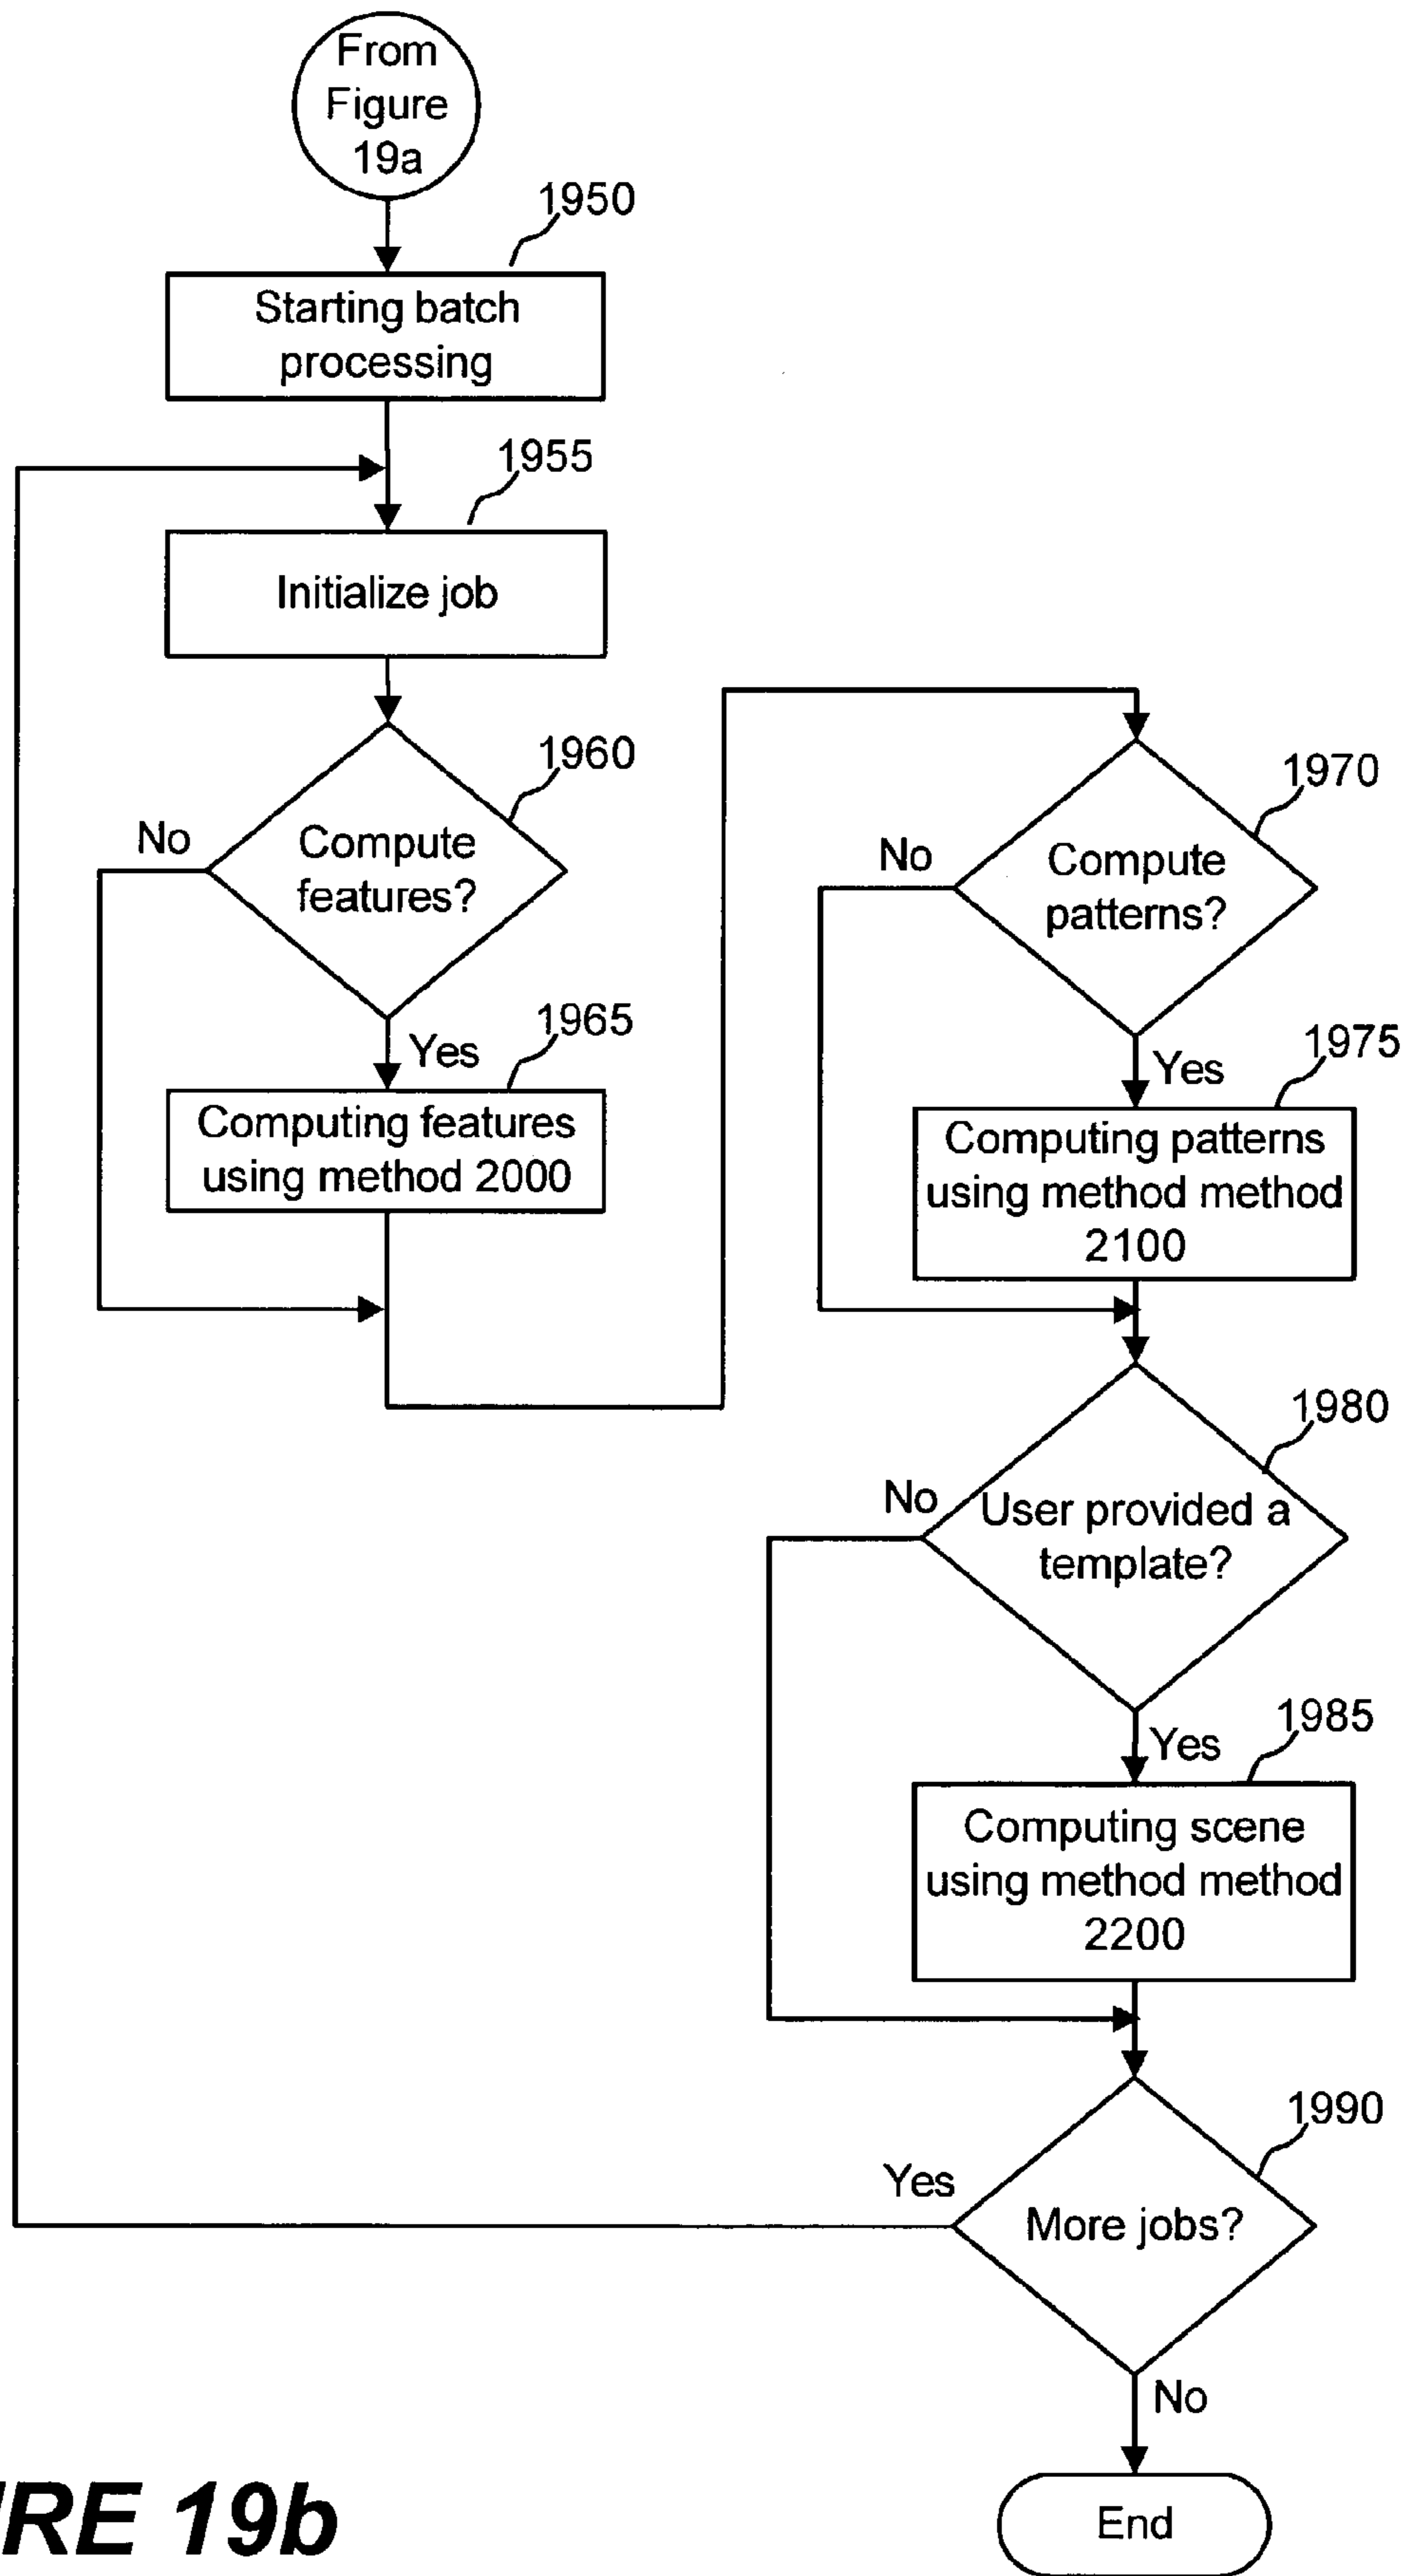 From
Figure
19a
1950
Starting batch
processing
1955
Initialize job
1960
Compute
features?
No
Yes
1965
Computing features
using method 2000
1970
Compute
patterns?
No
Yes
1975
Computing patterns
using method method
2100
1980
User provided a
template?
No
Yes
1985
Computing scene
using method method
2200
1990
More jobs?
Yes
No
End
RE 19b